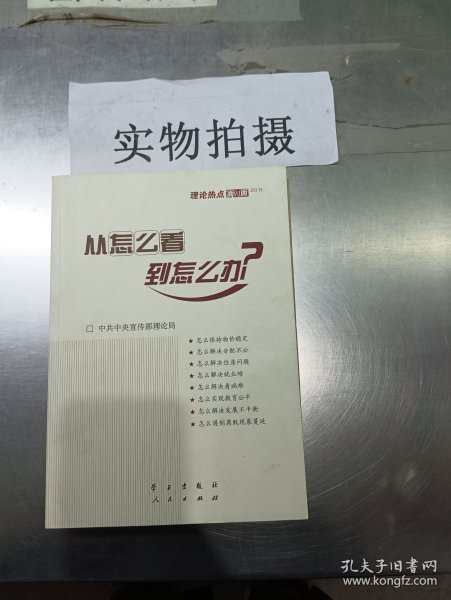 实物拍摄
理论热点面对面2011
从怎么看
到怎么办?
□ 中共中央宣传部理论局
★ 怎么保持物价稳定
★ 怎么解决分配不公
★ 怎么解决住房问题
★ 怎么解决就业难
★ 怎么解决看病难
★ 怎么实现教育公平
★ 怎么解决发展不平衡
★ 怎么遏制腐败现象蔓延
学习出版社
人民出版社
孔夫子旧书网
www.kongfz.com